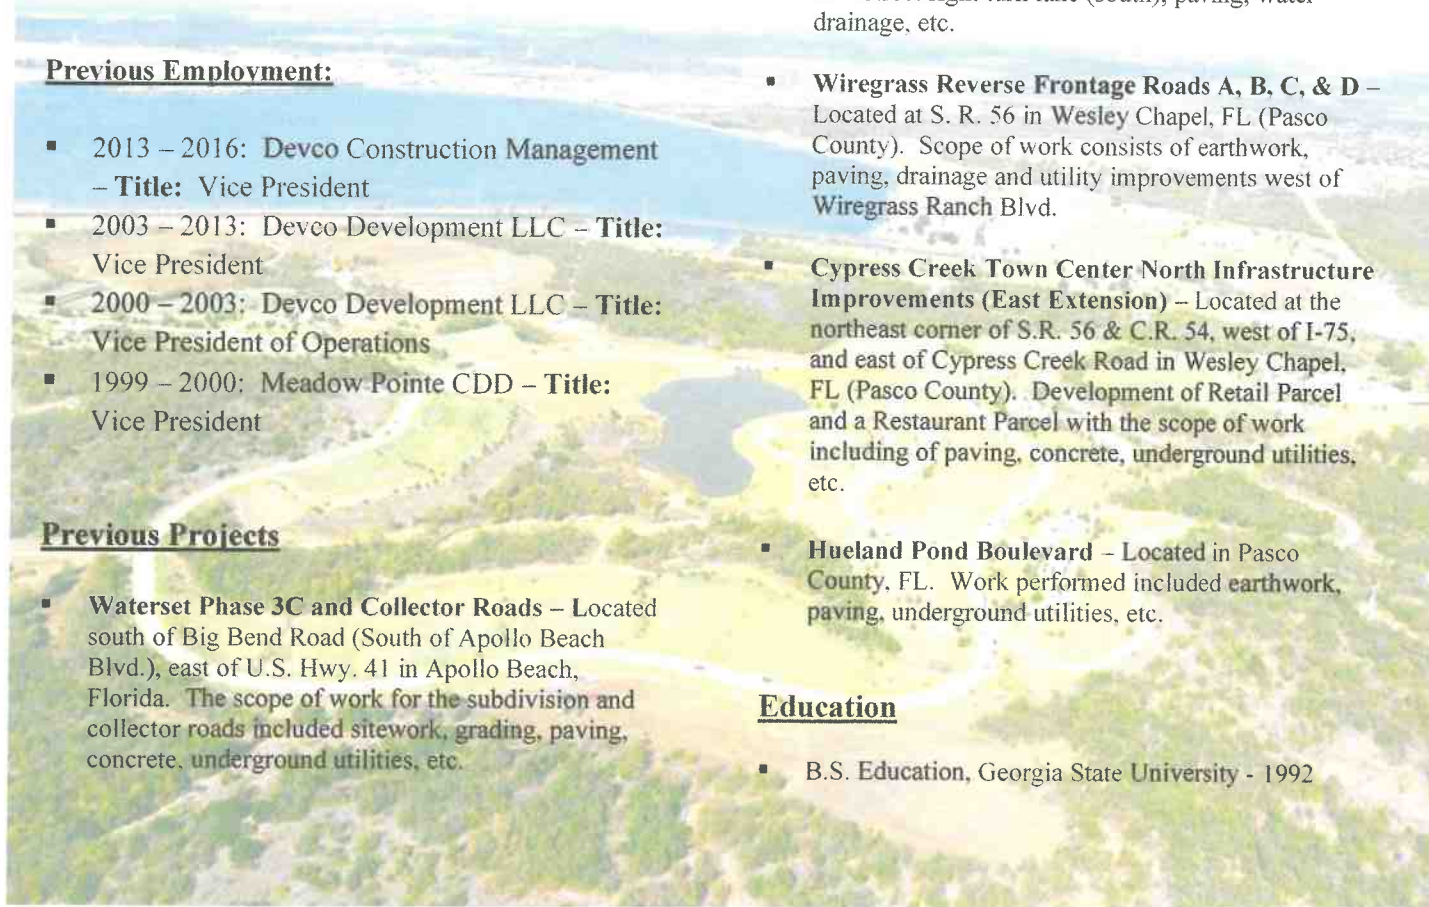 Previous Employment:
▪ 2013 – 2016: Devco Construction Management
– Title: Vice President
▪ 2003 – 2013: Devco Development LLC – Title:
Vice President
▪ 2000 – 2003: Devco Development LLC – Title:
Vice President of Operations
▪ 1999 – 2000: Meadow Pointe CDD – Title:
Vice President
Previous Projects
▪ Waterset Phase 3C and Collector Roads – Located
south of Big Bend Road (South of Apollo Beach
Blvd.), east of U.S. Hwy. 41 in Apollo Beach,
Florida. The scope of work for the subdivision and
collector roads included sitework, grading, paving,
concrete, underground utilities, etc.
drainage, etc.
▪ Wiregrass Reverse Frontage Roads A, B, C, & D –
Located at S. R. 56 in Wesley Chapel, FL (Pasco
County). Scope of work consists of earthwork,
paving, drainage and utility improvements west of
Wiregrass Ranch Blvd.
▪ Cypress Creek Town Center North Infrastructure
Improvements (East Extension) – Located at the
northeast corner of S.R. 56 & C.R. 54, west of I-75,
and east of Cypress Creek Road in Wesley Chapel,
FL (Pasco County). Development of Retail Parcel
and a Restaurant Parcel with the scope of work
including of paving, concrete, underground utilities,
etc.
▪ Hueland Pond Boulevard – Located in Pasco
County, FL. Work performed included earthwork,
paving, underground utilities, etc.
Education
▪ B.S. Education, Georgia State University - 1992